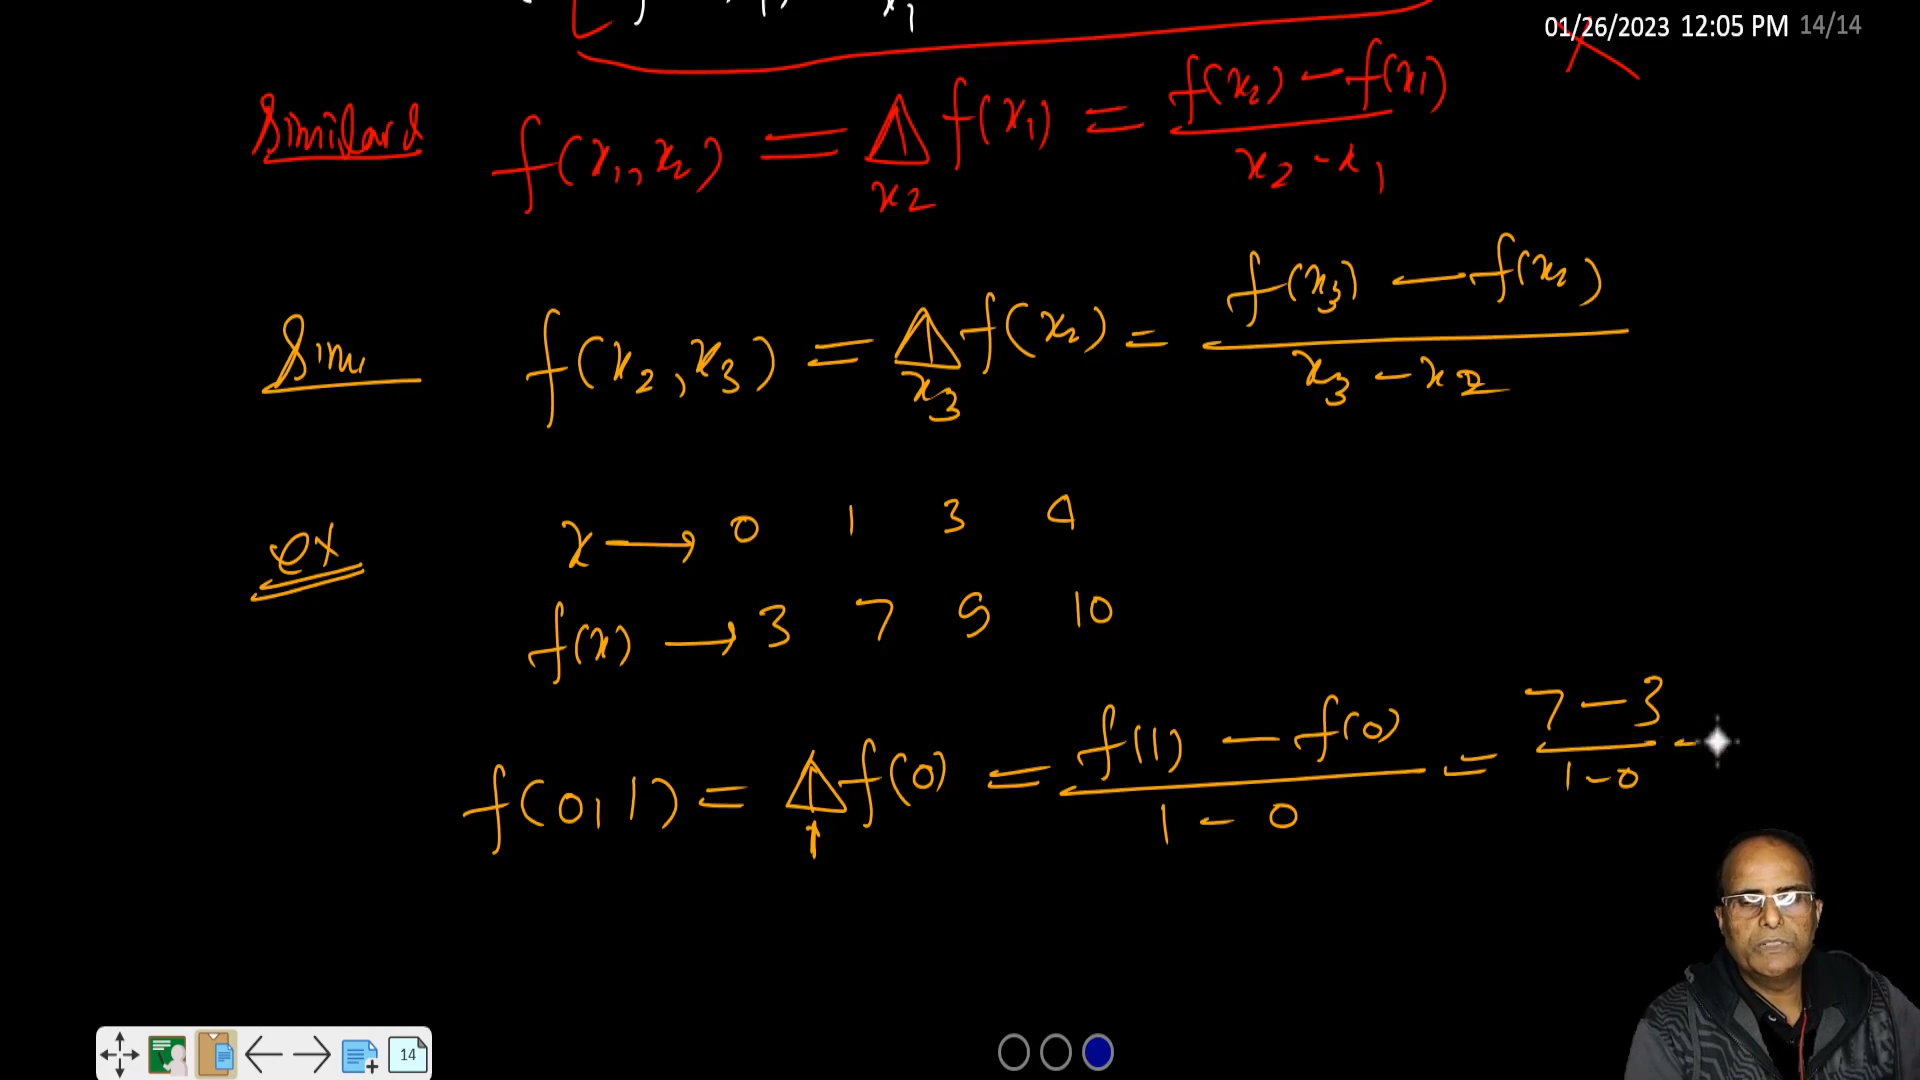 01/26/2023 12:05 PM 14/14
f(x₁,x₂) = Δ f(x₁) = f(x₂) - f(x₁)
x₂ x₂ - x₁
Sim f(x₂,x₃) = Δ f(x₂) = f(x₃) - f(x₂)
x₃ x₃ - x₂
ex x → 0 1 3 4
f(x) → 3 7 9 10
f(0,1) = Δ f(0) = f(1) - f(0) = 7 - 3 -
1 1 - 0 1 - 0
14